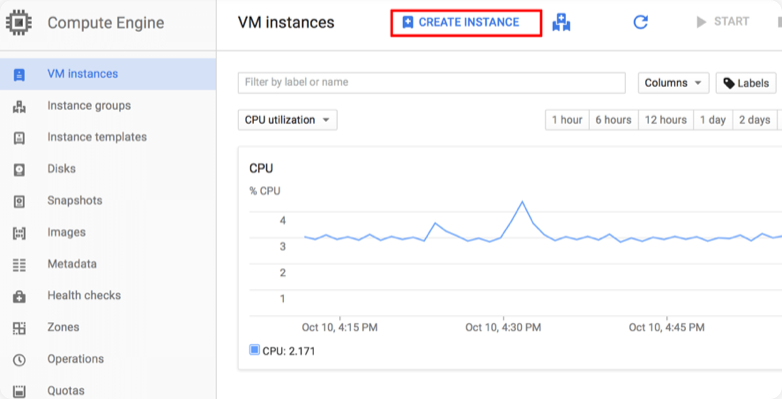 Compute Engine
VM instances
CREATE INSTANCE
START
VM instances
Instance groups
Instance templates
Disks
Snapshots
Images
Metadata
Health checks
Zones
Operations
Quotas
Filter by label or name
Columns
Labels
CPU utilization
1 hour
6 hours
12 hours
1 day
2 days
CPU
% CPU
4
3
2
1
Oct 10, 4:15 PM
Oct 10, 4:30 PM
Oct 10, 4:45 PM
CPU: 2.171